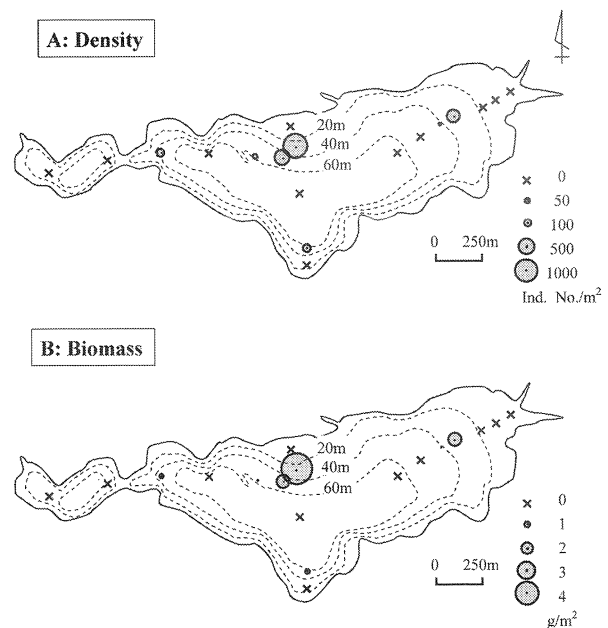 A: Density
20m
40m
60m
0
50
100
500
1000
Ind. No./m²
0 250m
B: Biomass
20m
40m
60m
0
1
2
3
4
g/m²
0 250m